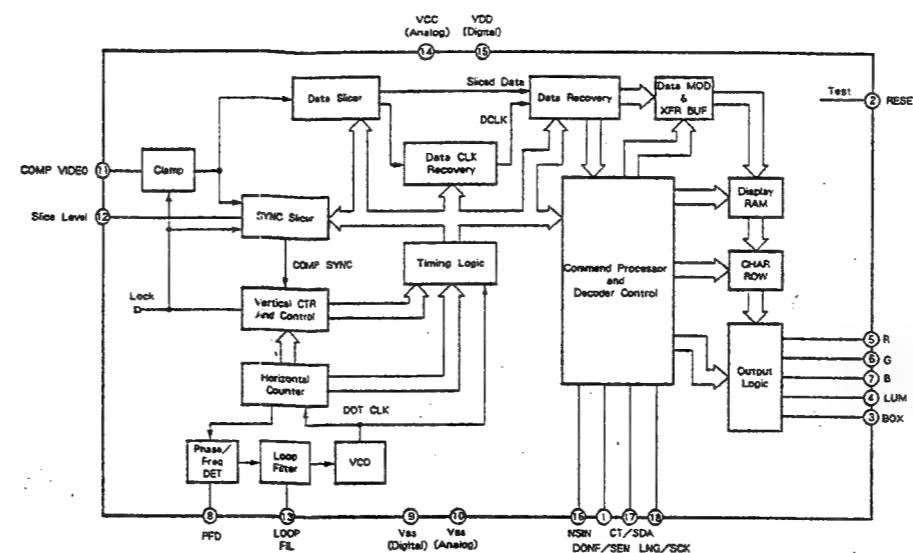 VCC
(Analog)
VDD
(Digital)
14
15
Sliced Data
Data Slicer
Data Recovery
Data MOD
&
XFR BUF
Test
2
RESE
DCLK
COMP VIDEO
11
Clamp
Data CLK
Recovery
Slice Level
12
SYNC Slicer
Display
RAM
COMP SYNC
Timing Logic
Command Processor
and
Decoder Control
CHAR
ROW
Lock
Vertical CTR
And Control
Horizontal
Counter
Output
Logic
5
R
6
G
7
B
4
LUM
3
BOX
DOT CLK
Phase/
Freq
DET
Loop
Filter
VCO
8
13
9
10
16
1
17
18
PFD
LOOP
FIL
Vss
(Digital)
Vss
(Analog)
NSIN
CT/SDA
DONF/SEN
LNG/SCK